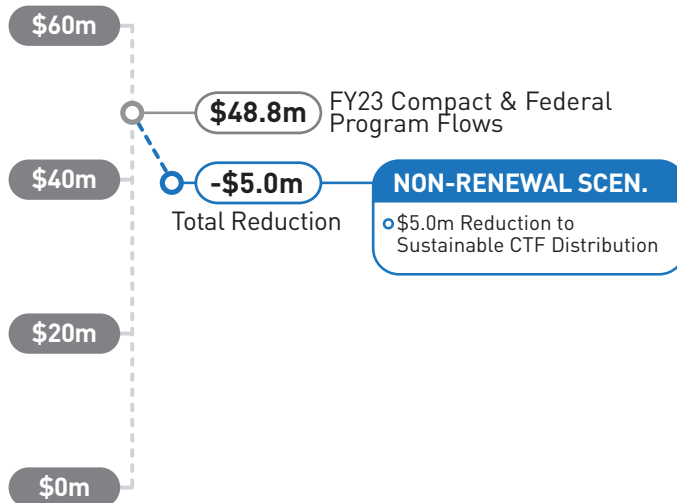 $60m
$48.8m
FY23 Compact & Federal
Program Flows
$40m
-$5.0m
Total Reduction
NON-RENEWAL SCEN.
$5.0m Reduction to
Sustainable CTF Distribution
$20m
$0m